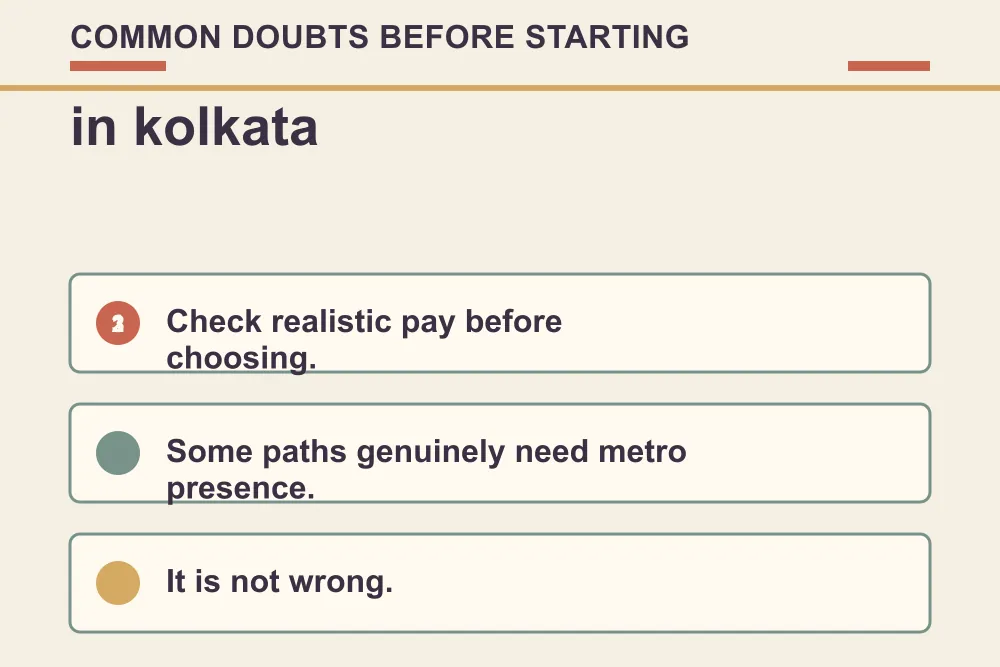 COMMON DOUBTS BEFORE STARTING
in kolkata
Check realistic pay before
choosing.
Some paths genuinely need metro
presence.
It is not wrong.